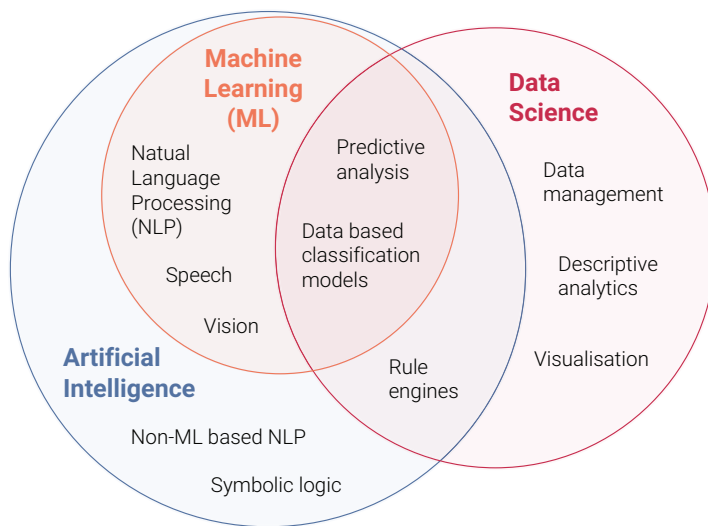 Machine
Learning
(ML)
Data
Science
Natual
Language
Processing
(NLP)
Predictive
analysis
Data
management
Data based
classification
models
Speech
Descriptive
analytics
Vision
Artificial
Intelligence
Rule
engines
Visualisation
Non-ML based NLP
Symbolic logic